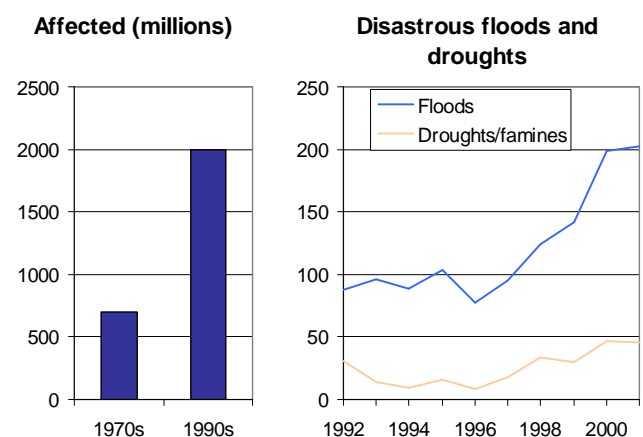 Affected (millions)
2500
2000
1500
1000
500
0
1970s 1990s
Disastrous floods and
droughts
250
200
150
100
50
0
Floods
Droughts/famines
1992 1994 1996 1998 2000